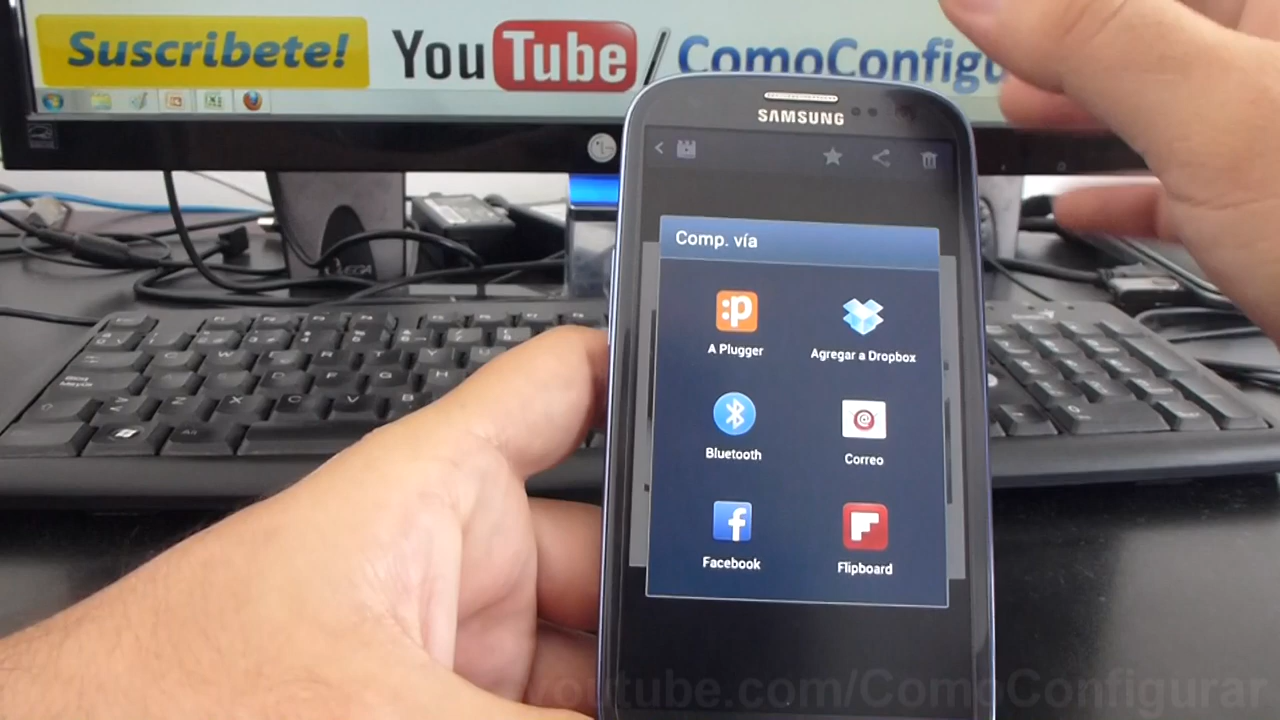 Suscribete!
YouTube / ComoConfigu
SAMSUNG
Comp. vía
:p
A Plugger
Agregar a Dropbox
Bluetooth
@
Correo
f
Facebook
Flipboard
youtube.com/ComoConfigurar